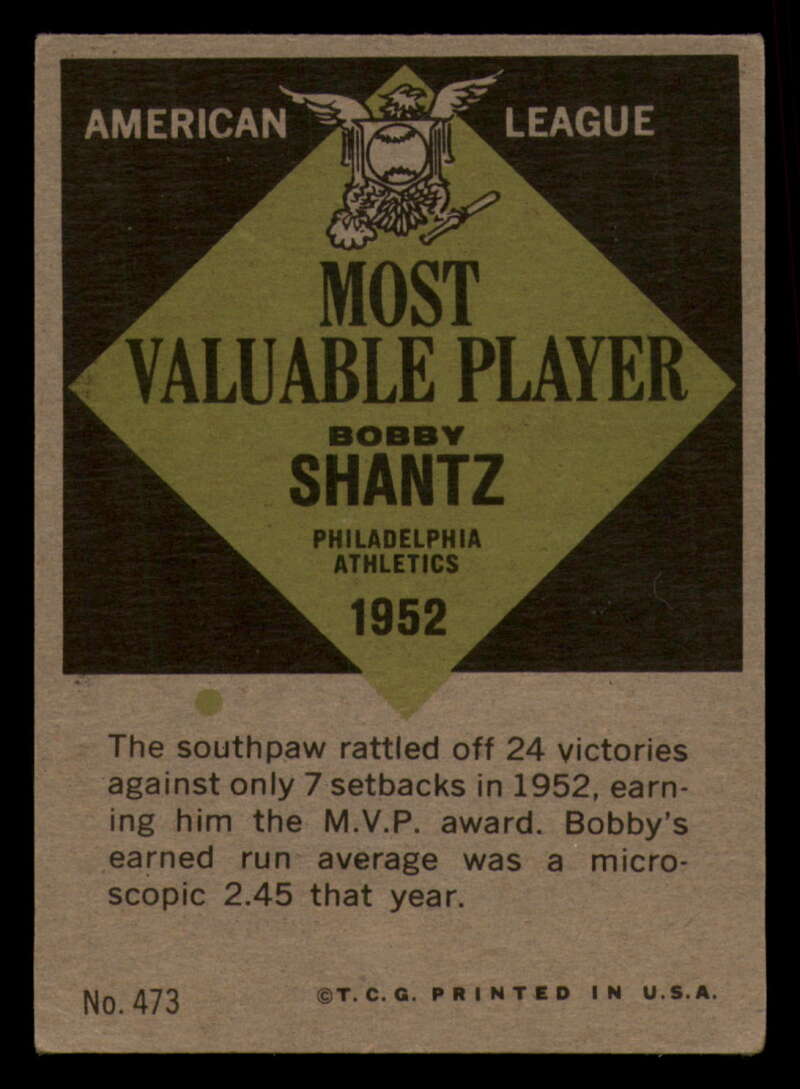 AMERICAN LEAGUE
MOST
VALUABLE PLAYER
BOBBY
SHANTZ
PHILADELPHIA
ATHLETICS
1952
The southpaw rattled off 24 victories
against only 7 setbacks in 1952, earn-
ing him the M.V.P. award. Bobby's
earned run average was a micro-
scopic 2.45 that year.
No. 473
©T. C. G. PRINTED IN U.S.A.